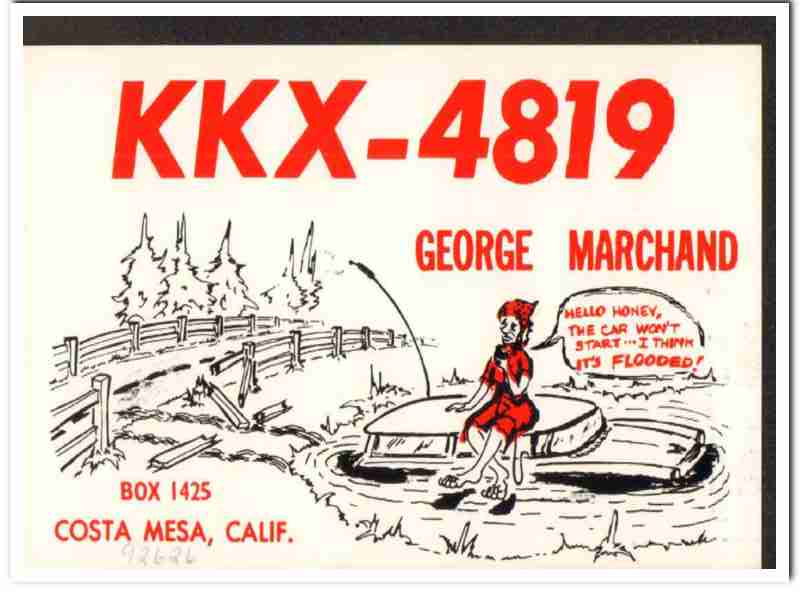 KKX-4819
GEORGE MARCHAND
HELLO HONEY,
THE CAR WON'T
START...I THINK
IT'S FLOODED!
BOX 1425
COSTA MESA, CALIF.
92626